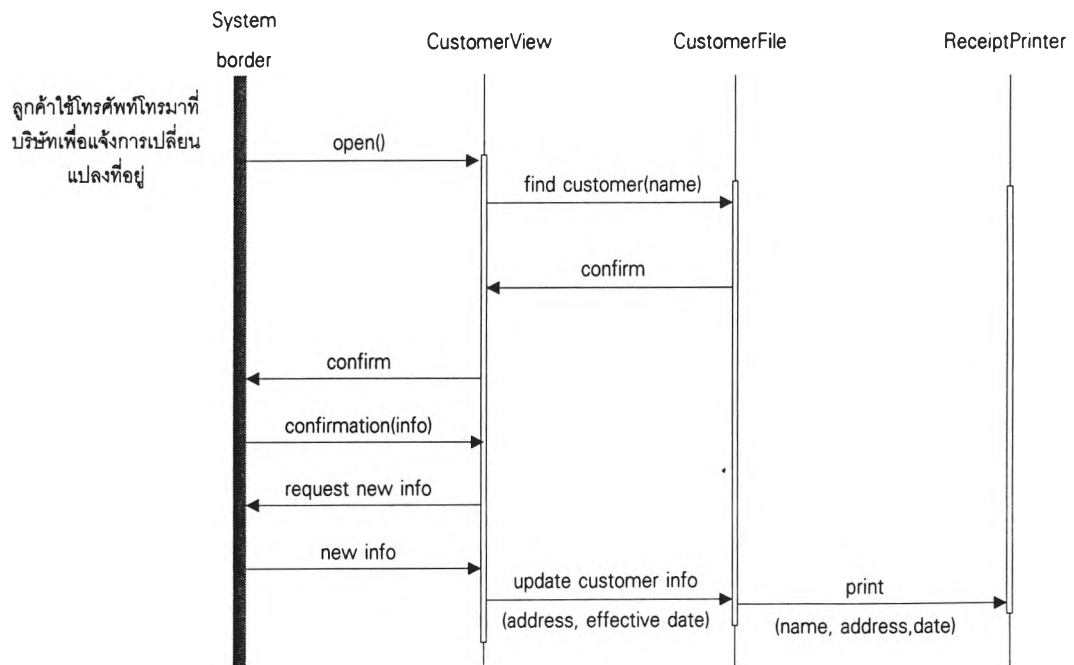 System
border
CustomerView
CustomerFile
ReceiptPrinter
ลูกค้าใช้โทรศัพท์โทรมาที่
บริษัทเพื่อแจ้งการเปลี่ยน
แปลงที่อยู่
open()
find customer(name)
confirm
confirm
confirmation(info)
request new info
new info
update customer info
(address, effective date)
print
(name, address,date)